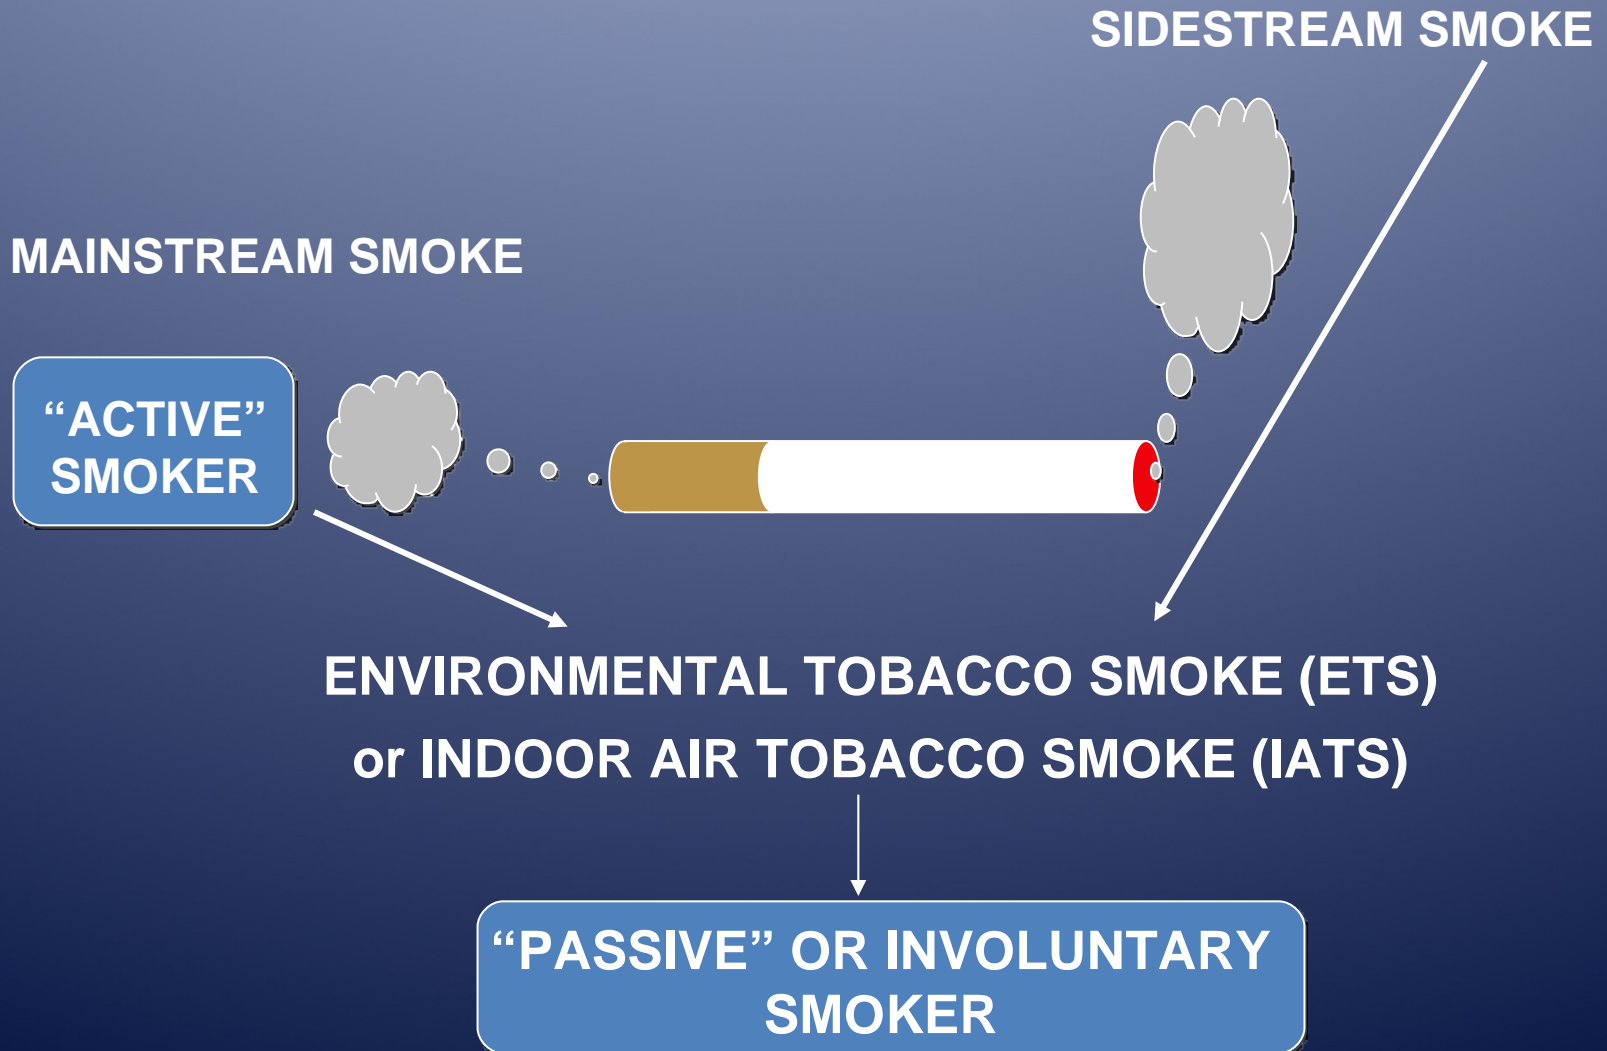 SIDESTREAM SMOKE
MAINSTREAM SMOKE
“ACTIVE”
SMOKER
ENVIRONMENTAL TOBACCO SMOKE (ETS)
or INDOOR AIR TOBACCO SMOKE (IATS)
“PASSIVE” OR INVOLUNTARY
SMOKER